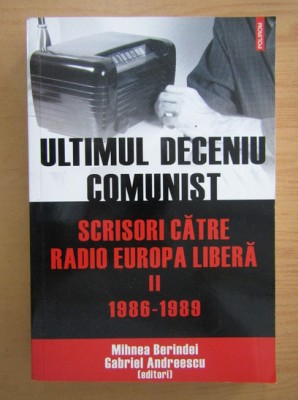 POLIROM
ULTIMUL DECENIU
COMUNIST
SCRISORI CĂTRE
RADIO EUROPA LIBERĂ
II
1986-1989
Mihnea Berindei
Gabriel Andreescu
(editori)